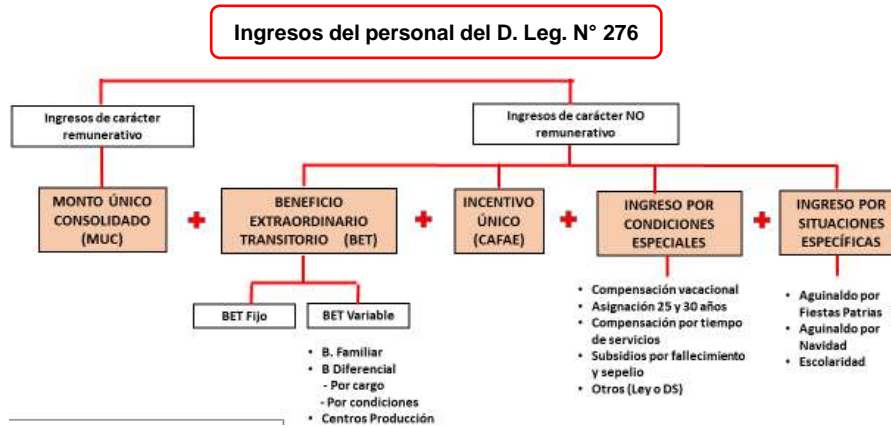 Ingresos del personal del D. Leg. N° 276
Ingresos de carácter
remunerativo
Ingresos de carácter NO
remunerativo
MONTO ÚNICO
CONSOLIDADO
(MUC)
BENEFICIO
EXTRAORDINARIO
TRANSITORIO (BET)
INCENTIVO
ÚNICO
(CAFAE)
INGRESO POR
CONDICIONES
ESPECIALES
INGRESO POR
SITUACIONES
ESPECÍFICAS
BET Fijo
BET Variable
• B. Familiar
• B Diferencial
- Por cargo
- Por condiciones
• Centros Producción
• Compensación vacacional
• Asignación 25 y 30 años
• Compensación por tiempo
de servicios
• Subsidios por fallecimiento
y sepelio
• Otros (Ley o DS)
• Aguinaldo por
Fiestas Patrias
• Aguinaldo por
Navidad
• Escolaridad